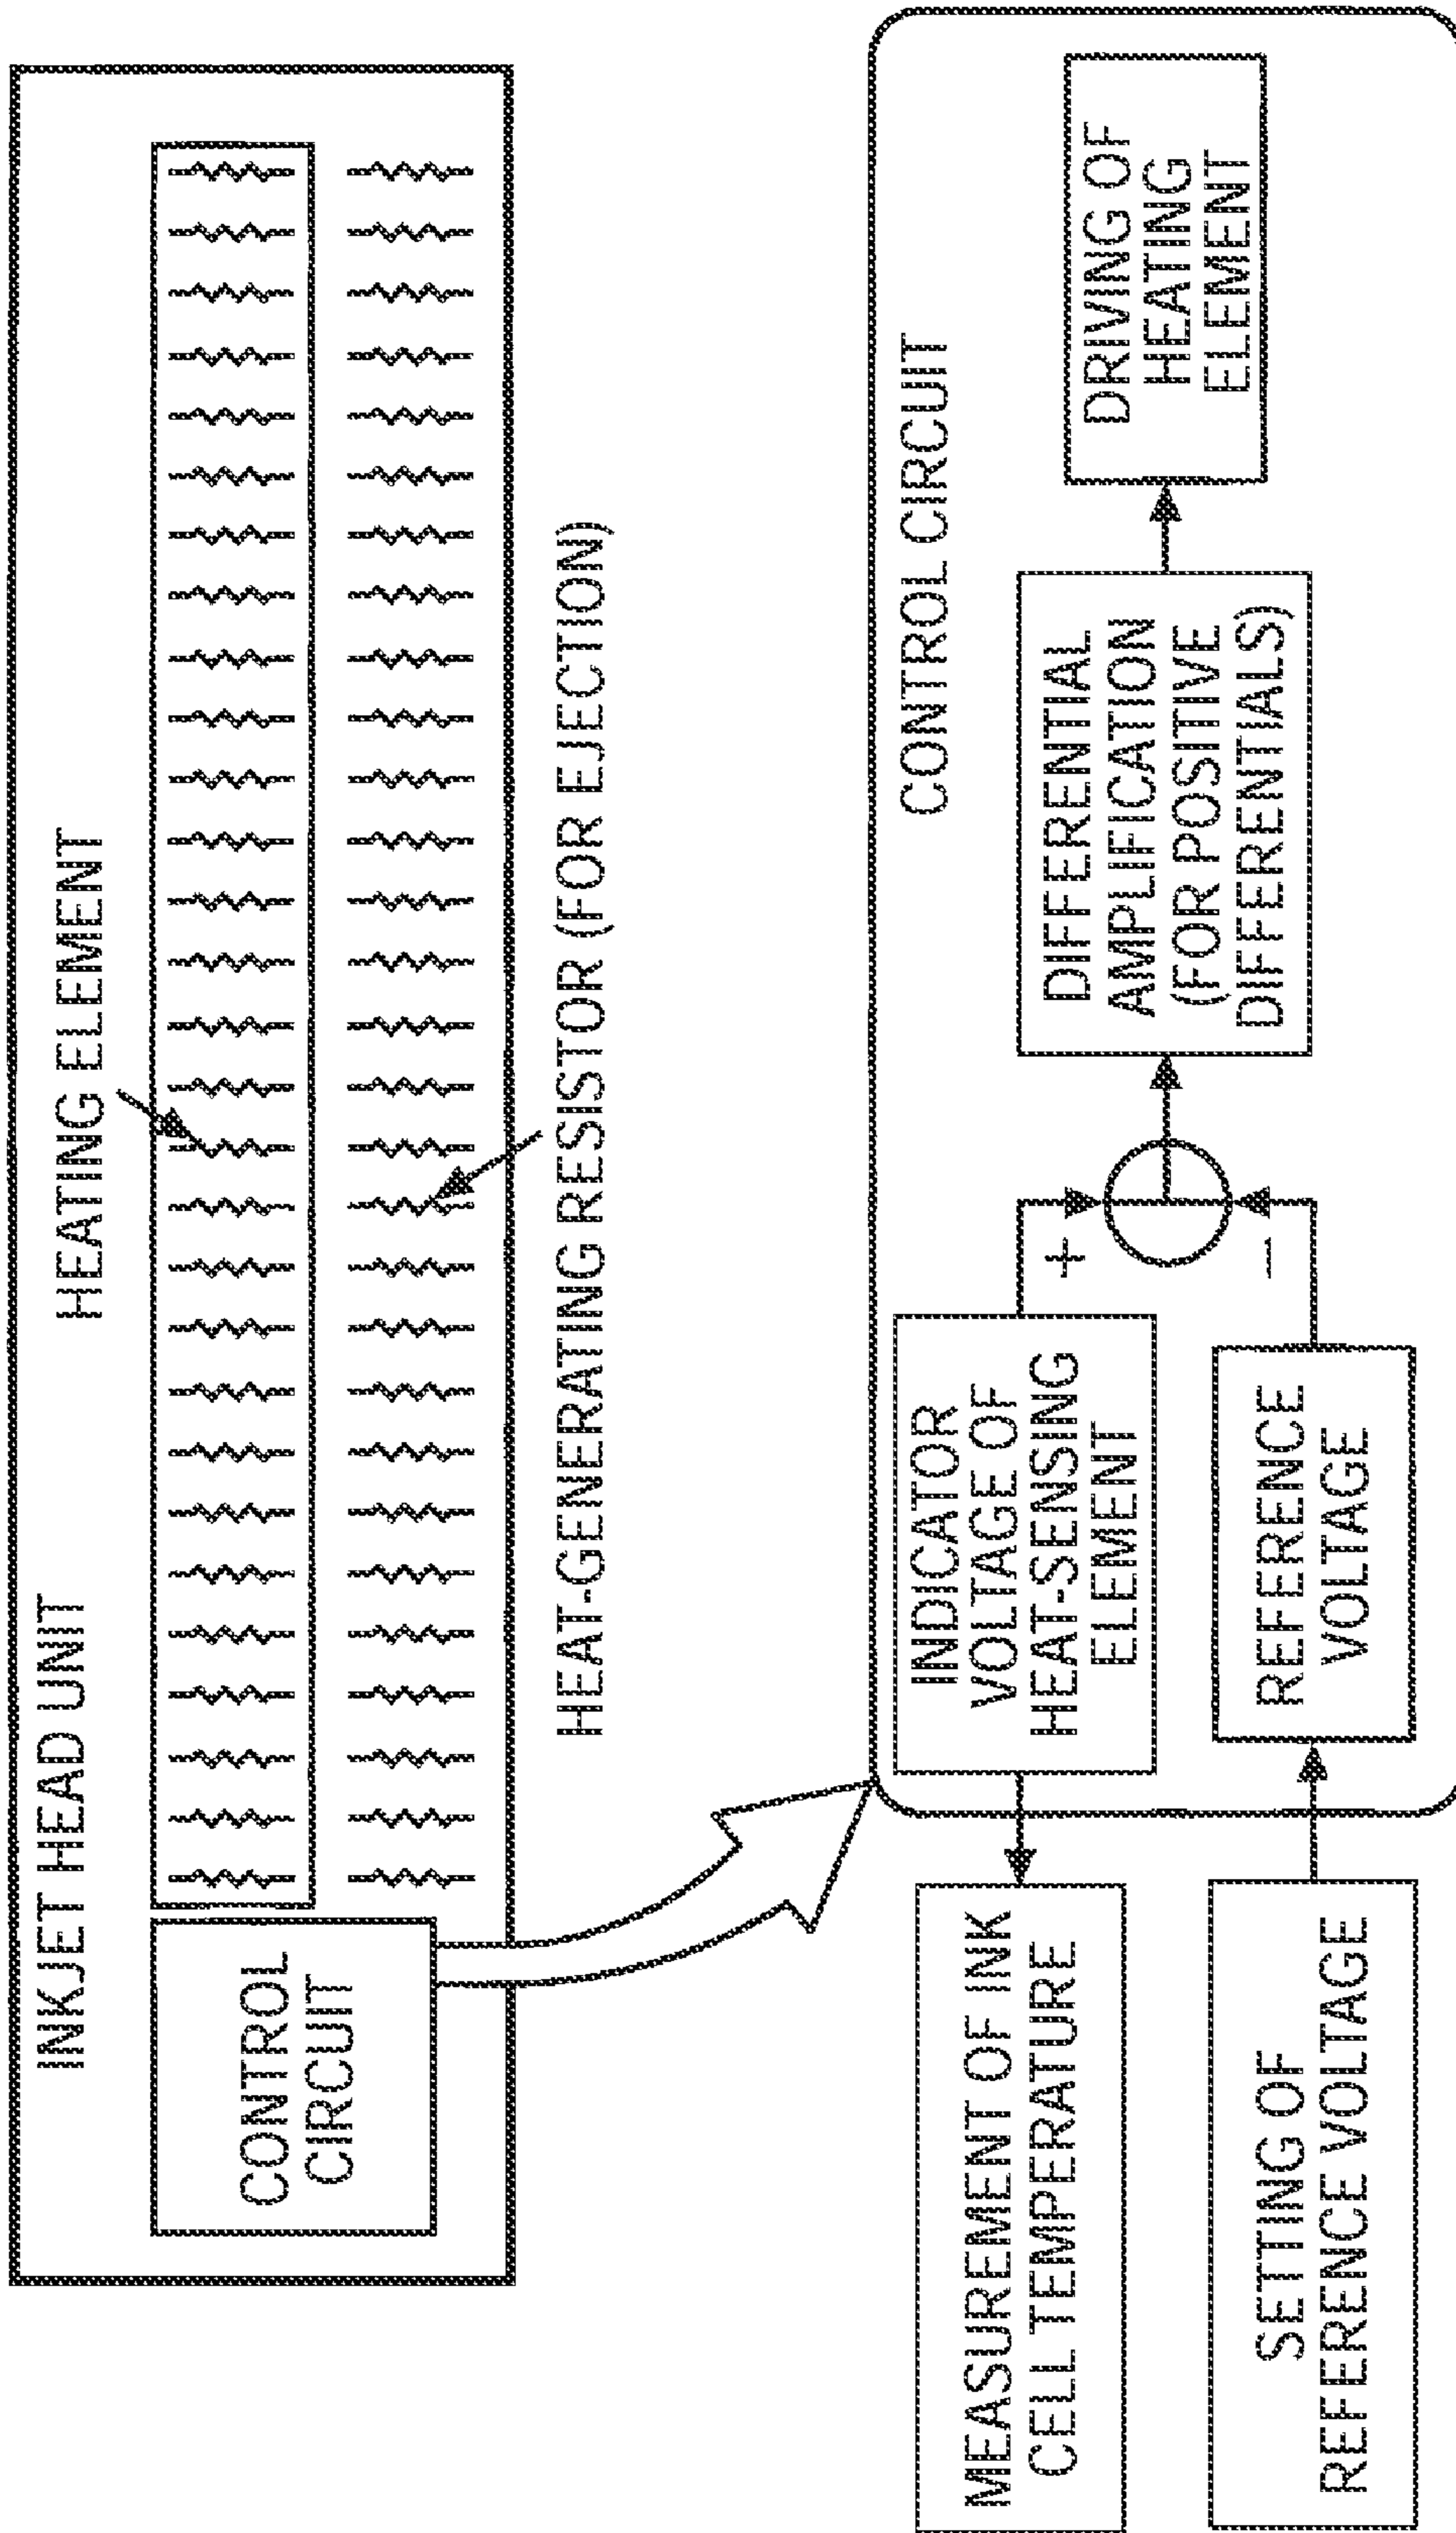 INKJET HEAD UNIT
HEATING ELEMENT
CONTROL
CIRCUIT
HEAT-GENERATING RESISTOR (FOR EJECTION)
CONTROL CIRCUIT
MEASUREMENT OF INK
CELL TEMPERATURE
INDICATOR
VOLTAGE OF
HEAT-SENSING
ELEMENT
+
−
DIFFERENTIAL
AMPLIFICATION
(FOR POSITIVE
DIFFERENTIALS)
DRIVING OF
HEATING
ELEMENT
SETTING OF
REFERENCE VOLTAGE
REFERENCE
VOLTAGE